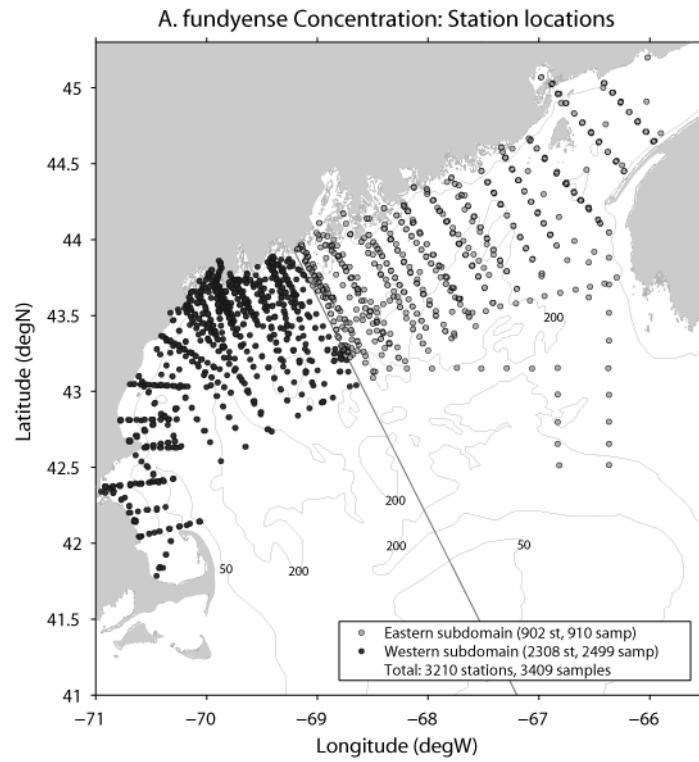 A. fundyense Concentration: Station locations
45
44.5
44
43.5
43
42.5
42
41.5
41
Latitude (degN)
200
200
200
200
50
50
Eastern subdomain (902 st, 910 samp)
Western subdomain (2308 st, 2499 samp)
Total: 3210 stations, 3409 samples
−71 −70 −69 −68 −67 −66
Longitude (degW)